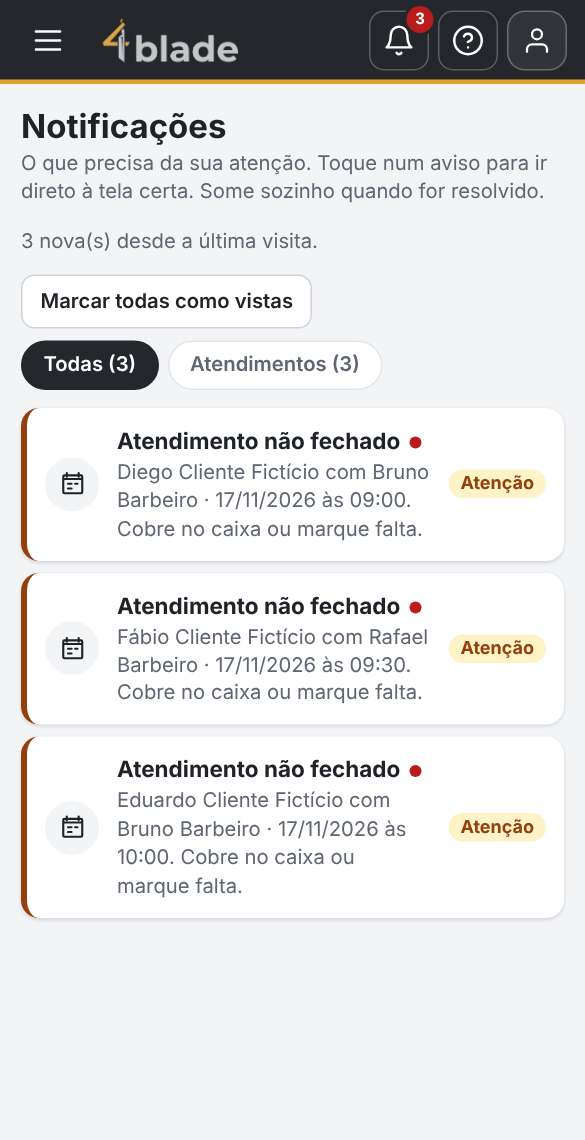 4blade
3
Notificações
O que precisa da sua atenção. Toque num aviso para ir
direto à tela certa. Some sozinho quando for resolvido.
3 nova(s) desde a última visita.
Marcar todas como vistas
Todas (3)
Atendimentos (3)
Atendimento não fechado
Diego Cliente Fictício com Bruno
Barbeiro · 17/11/2026 às 09:00.
Cobre no caixa ou marque falta.
Atenção
Atendimento não fechado
Fábio Cliente Fictício com Rafael
Barbeiro · 17/11/2026 às 09:30.
Cobre no caixa ou marque falta.
Atenção
Atendimento não fechado
Eduardo Cliente Fictício com
Bruno Barbeiro · 17/11/2026 às
10:00. Cobre no caixa ou
marque falta.
Atenção